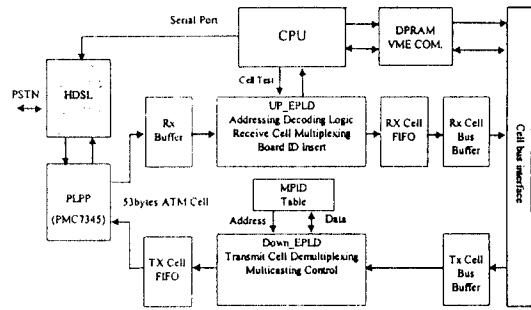 Serial Port
CPU
DPRAM
VME COM.
PSTN
HDSL
Cell Test
Rx
Buffer
UP_EPLD
Addressing Decoding Logic
Receive Cell Multiplexing
Board ID Insert
RX Cell
FIFO
Rx Cell
Bus
Buffer
Cell bus interface
PLPP
(PMC7345)
53bytes ATM Cell
MPID
Table
Address
Data
TX Cell
FIFO
Down_EPLD
Transmit Cell Demultiplexing
Multicasting Control
Tx Cell
Bus
Buffer